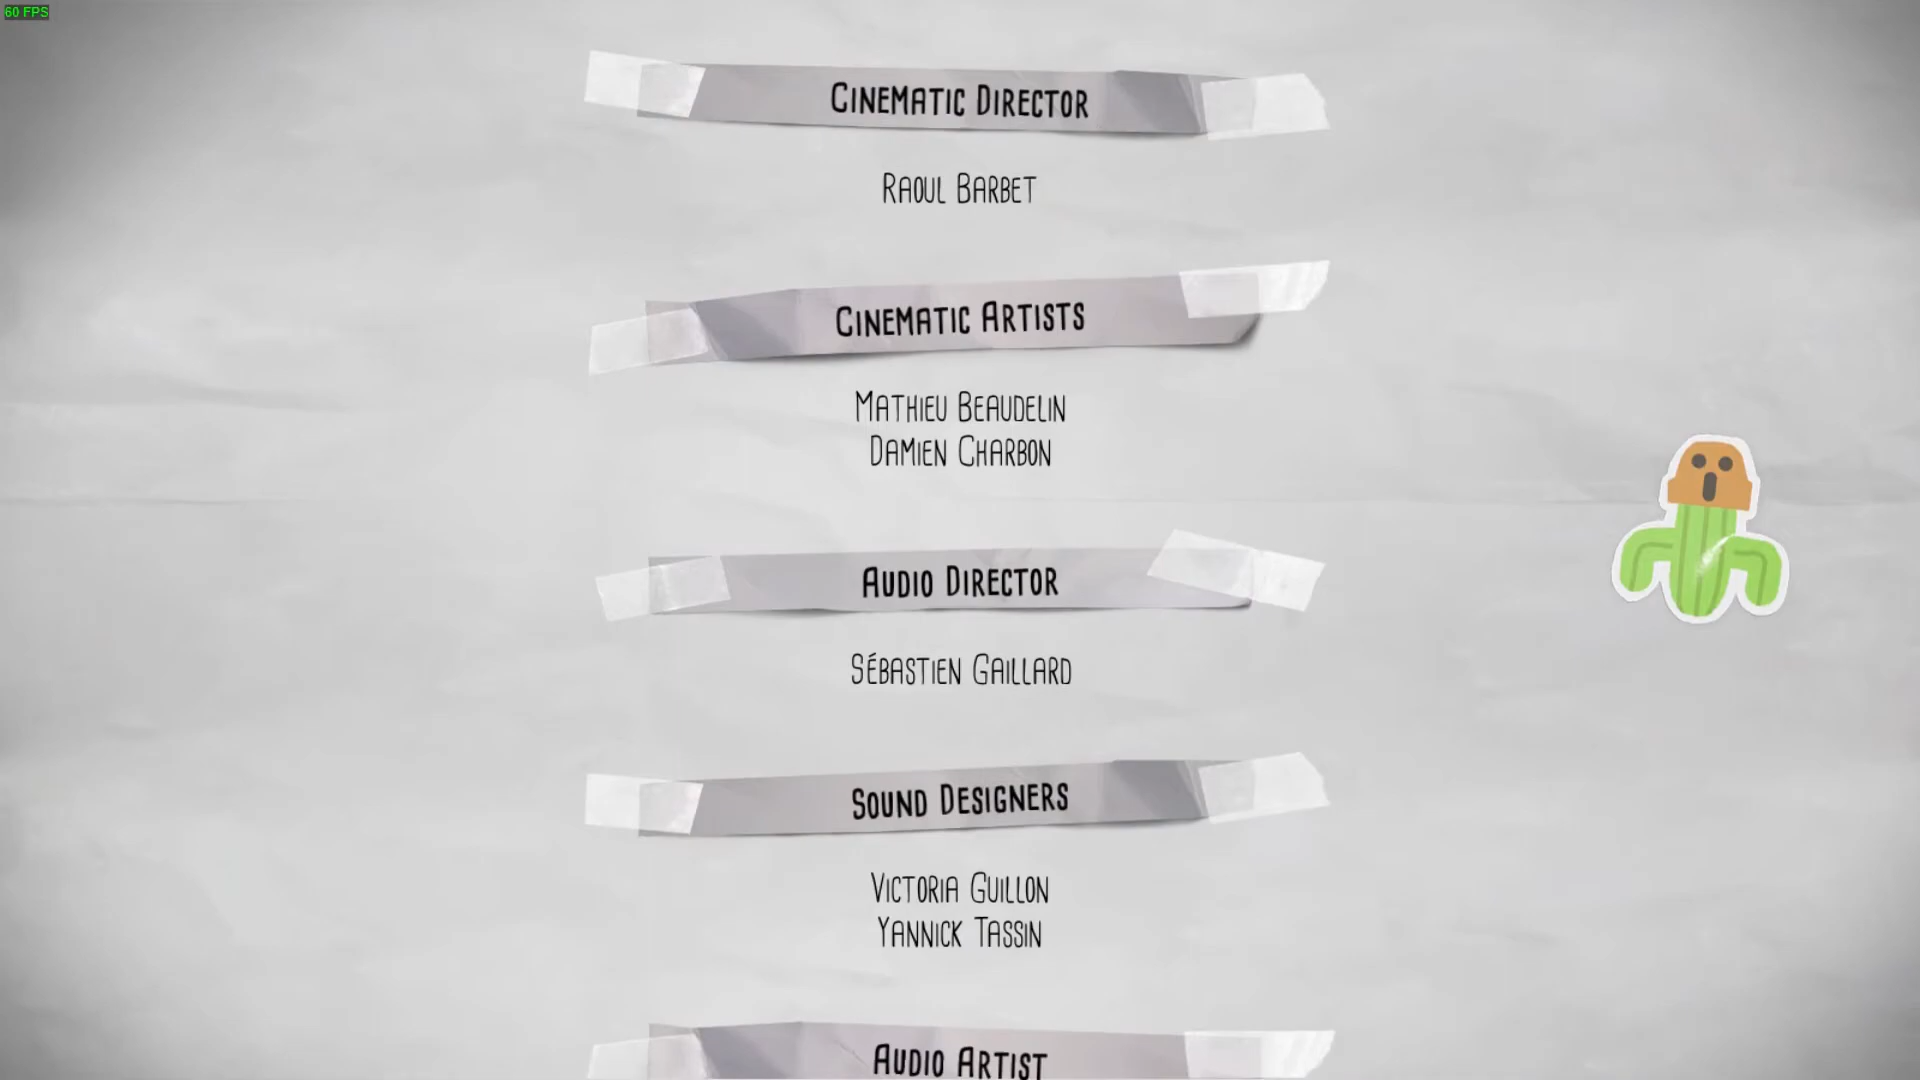 60 FPS
Cinematic Director
Raoul Barbet
Cinematic Artists
Mathieu Beaudelin
Damien Charbon
Audio Director
Sébastien Gaillard
Sound Designers
Victoria Guillon
Yannick Tassin
Audio Artist